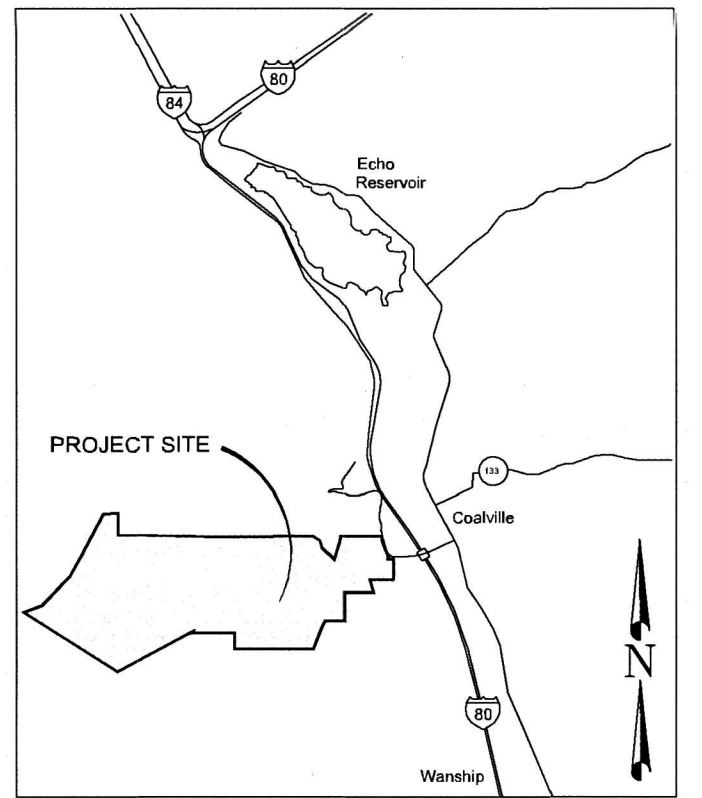 80
84
Echo
Reservoir
PROJECT SITE
133
Coalville
N
80
Wanship